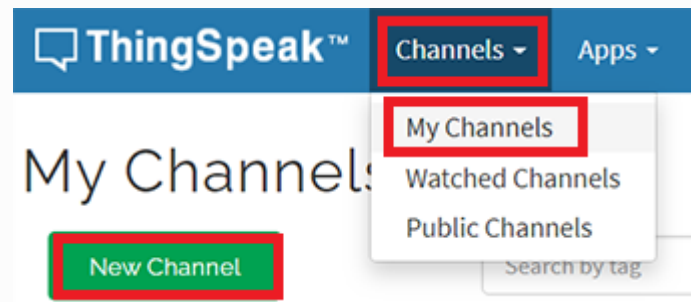 ThingSpeak™ Channels Apps
My Channels
My Channels
Watched Channels
Public Channels
New Channel
Search by tag